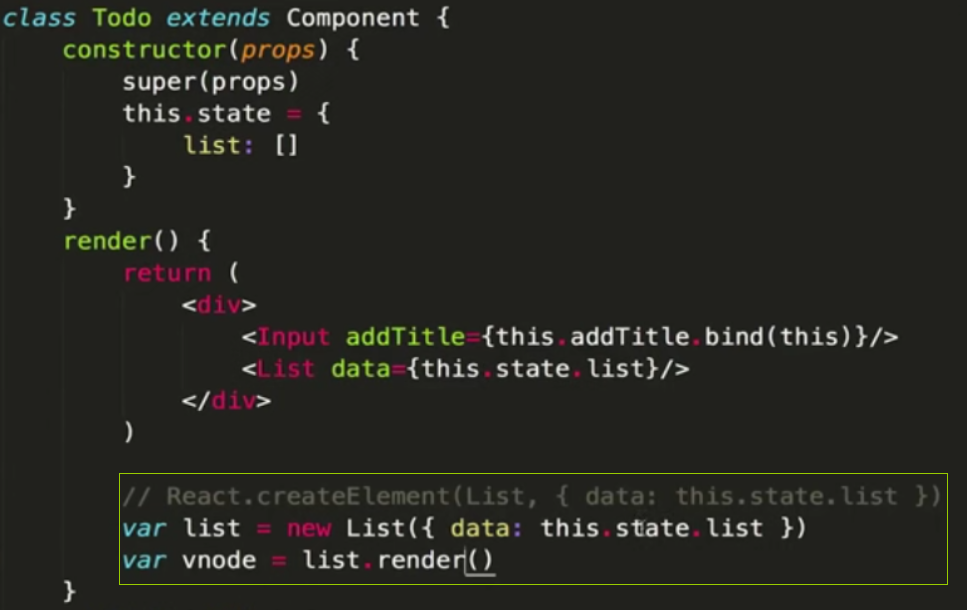 class Todo extends Component {
constructor(props) {
super(props)
this.state = {
list: []
}
}
render() {
return (
<div>
<Input addTitle={this.addTitle.bind(this)}/>
<List data={this.state.list}/>
</div>
)
// React.createElement(List, { data: this.state.list })
var list = new List({ data: this.state.list })
var vnode = list.render()
}